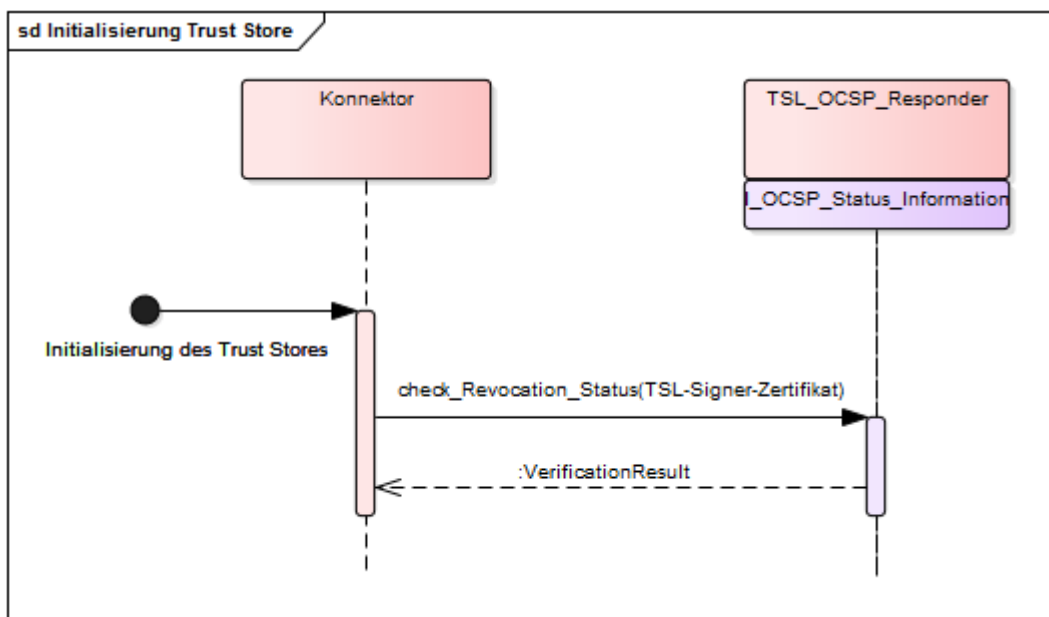 sd Initialisierung Trust Store
Konnektor
TSL_OCSP_Responder
I_OCSP_Status_Information
Initialisierung des Trust Stores
check_Revocation_Status(TSL-Signer-Zertifikat)
:VerificationResult